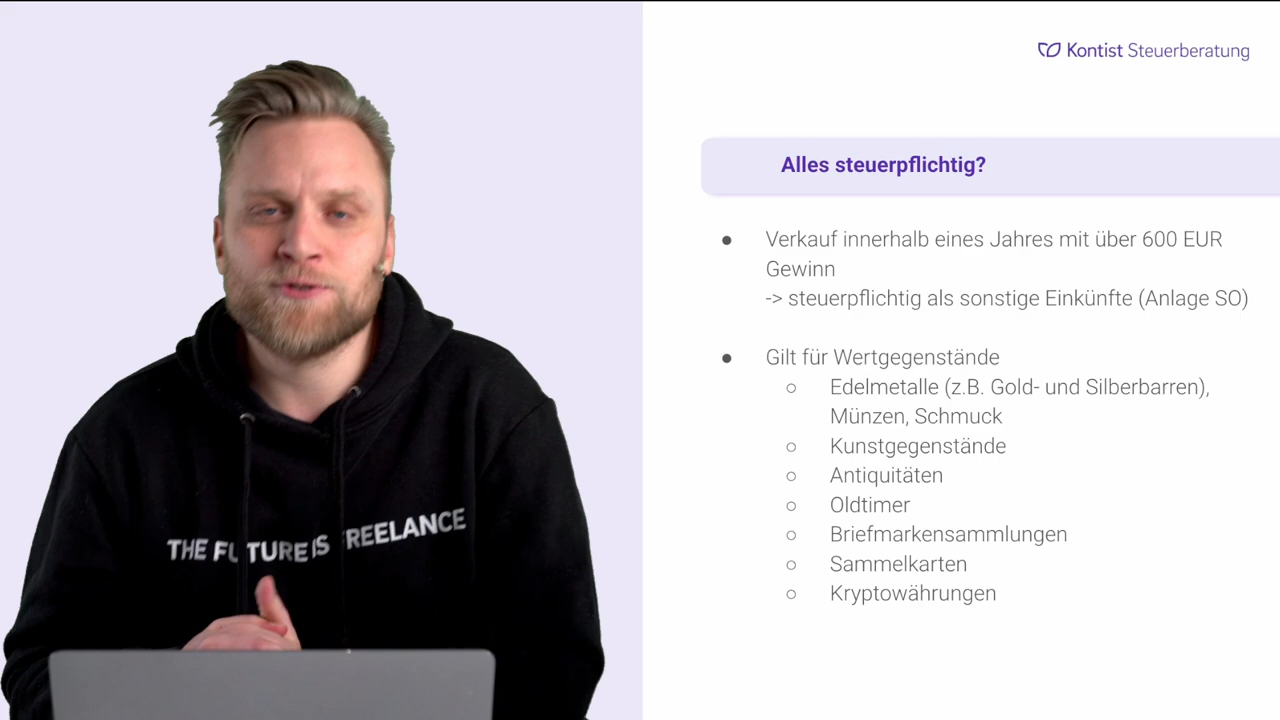 Kontist Steuerberatung
Alles steuerpflichtig?
● Verkauf innerhalb eines Jahres mit über 600 EUR
Gewinn
-> steuerpflichtig als sonstige Einkünfte (Anlage SO)
● Gilt für Wertgegenstände
○ Edelmetalle (z.B. Gold- und Silberbarren),
Münzen, Schmuck
○ Kunstgegenstände
○ Antiquitäten
○ Oldtimer
○ Briefmarkensammlungen
○ Sammelkarten
○ Kryptowährungen
THE FUTURE IS FREELANCE